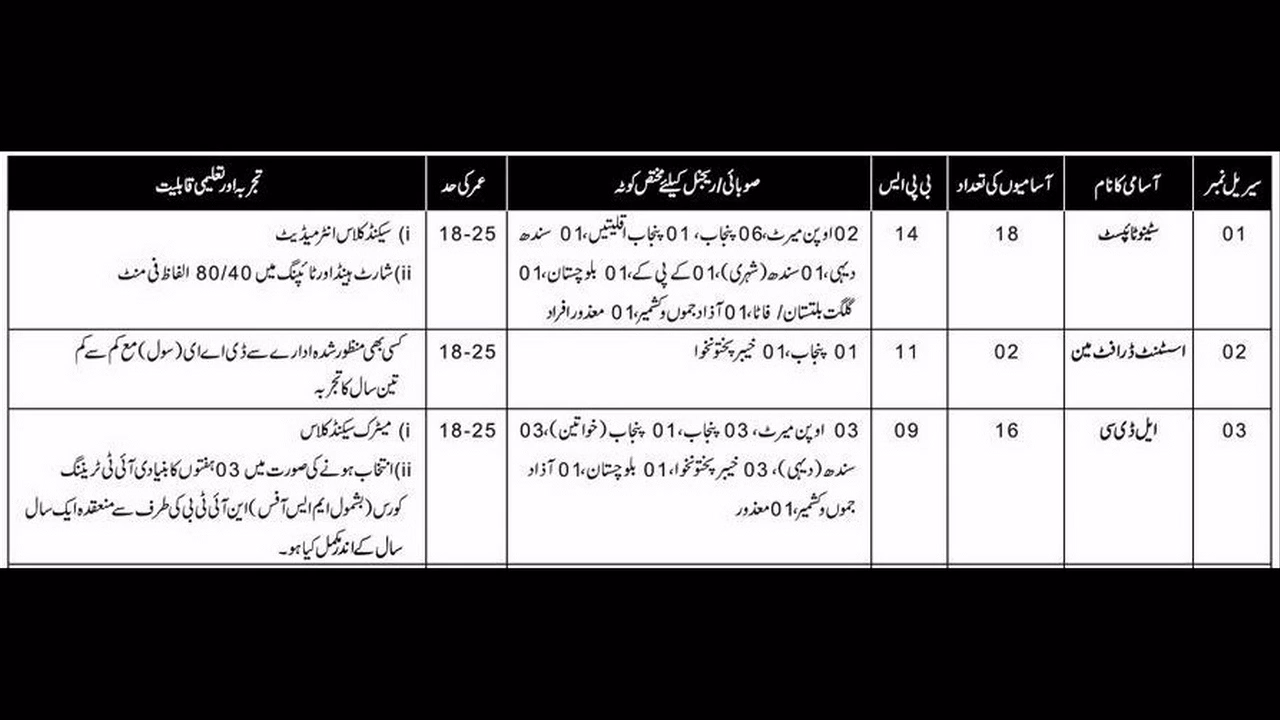 سیریل نمبر آسامی کا نام آسامیوں کی تعداد بی پی ایس صوبائی/ریجنل کیلئے مختص کوٹہ عمر کی حد تجربہ اور تعلیمی قابلیت
01 سٹینو ٹائپسٹ 18 14 02 اوپن میرٹ، 06 پنجاب، 01 پنجاب اقلیتیں، 01 سندھ 18-25 i) سیکنڈ کلاس انٹرمیڈیٹ
دیہی، 01 سندھ (شہری)، 01 کے پی کے، 01 بلوچستان، 01 ii) شارٹ ہینڈ اور ٹائپنگ میں 80/40 الفاظ فی منٹ
گلگت بلتستان/ فاٹا، 01 آزاد جموں و کشمیر، 01 معذور افراد
02 اسسٹنٹ ڈرافٹ مین 02 11 01 پنجاب، 01 خیبر پختونخوا 18-25 کسی بھی منظور شدہ ادارے سے ڈی اے ای (سول) مع کم سے کم
تین سال کا تجربہ
03 ایل ڈی سی 16 09 03 اوپن میرٹ، 03 پنجاب، 01 پنجاب (خواتین)، 03 18-25 i) میٹرک سیکنڈ کلاس
سندھ (دیہی)، 03 خیبر پختونخوا، 01 بلوچستان، 01 آزاد ii) انتخاب ہونے کی صورت میں 03 ہفتوں کا بنیادی آئی ٹی ٹریننگ
جموں و کشمیر، 01 معذور کورس (بشمول ایم ایس آفس) این آئی ٹی بی کی طرف سے منعقدہ ایک سال
سال کے اندر مکمل کیا ہو۔